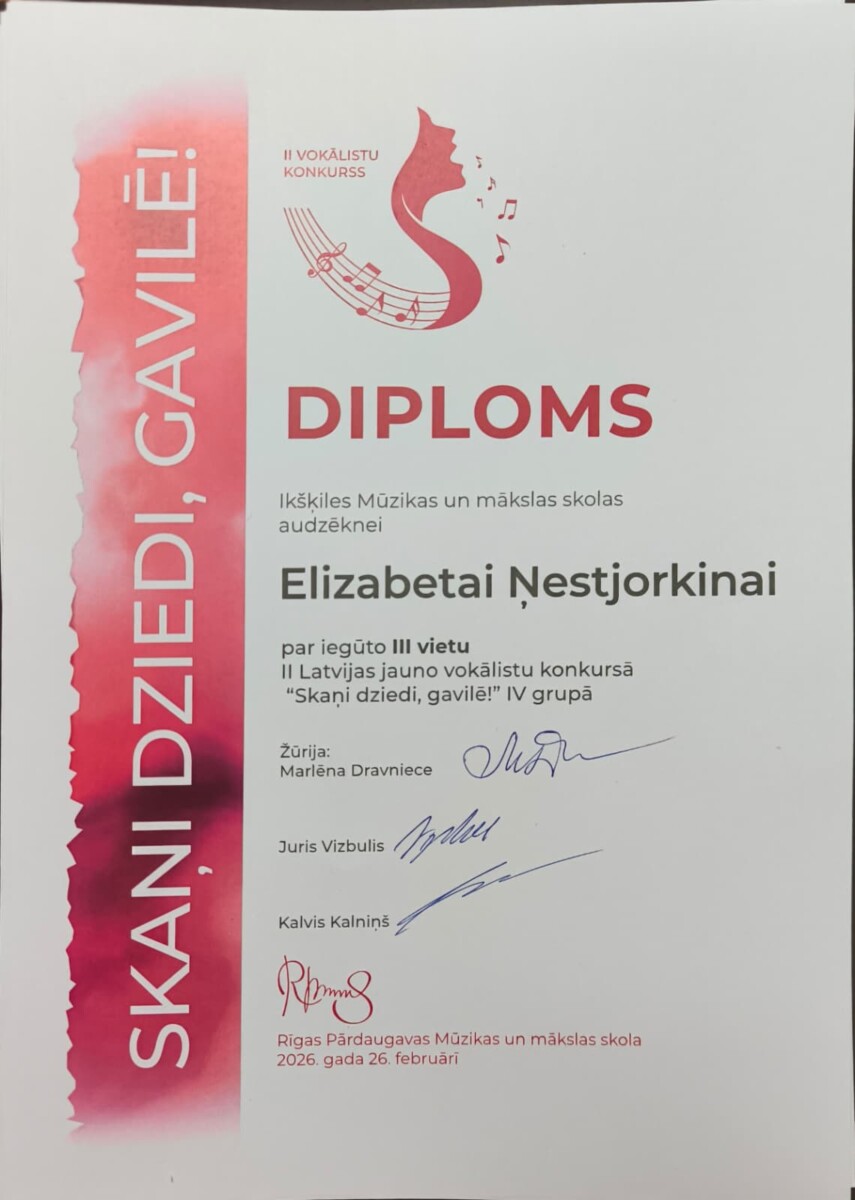 SKAŅI DZIEDI, GAVILĒ!
II VOKĀLISTU
KONKURSS
DIPLOMS
Ikšķiles Mūzikas un mākslas skolas
audzēknei
Elizabetai Ņestjorkinai
par iegūto III vietu
II Latvijas jauno vokālistu konkursā
“Skaņi dziedi, gavilē!” IV grupā
Žūrija:
Marlēna Dravniece
Juris Vizbulis
Kalvis Kalniņš
Rīgas Pārdaugavas Mūzikas un mākslas skola
2026. gada 26. februārī